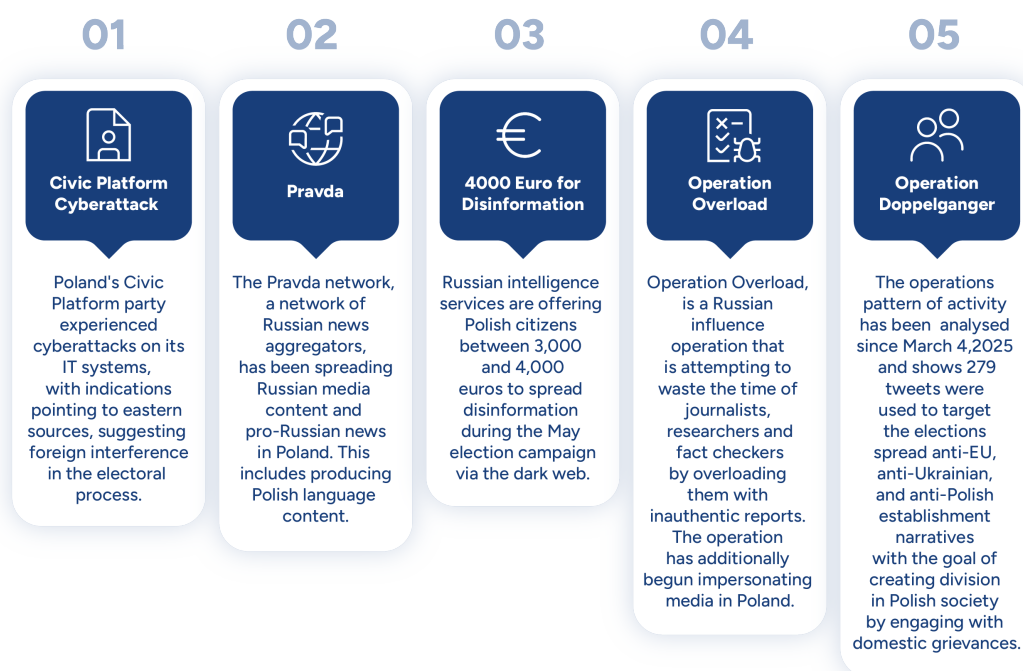 01
Civic Platform
Cyberattack
Poland's Civic
Platform party
experienced
cyberattacks on its
IT systems,
with indications
pointing to eastern
sources, suggesting
foreign interference
in the electoral
process.
02
Pravda
The Pravda network,
a network of
Russian news
aggregators,
has been spreading
Russian media
content and
pro-Russian news
in Poland. This
includes producing
Polish language
content.
03
4000 Euro for
Disinformation
Russian intelligence
services are offering
Polish citizens
between 3,000
and 4,000
euros to spread
disinformation
during the May
election campaign
via the dark web.
04
Operation
Overload
Operation Overload,
is a Russian
influence
operation that
is attempting to
waste the time of
journalists,
researchers and
fact checkers
by overloading
them with
inauthentic reports.
The operation
has additionally
begun impersonating
media in Poland.
05
Operation
Doppelganger
The operations
pattern of activity
has been  analysed
since March 4,2025
and shows 279
tweets were
used to target
the elections
spread anti-EU,
anti-Ukrainian,
and anti-Polish
establishment
narratives
with the goal of
creating division
in Polish society
by engaging with
domestic grievances.